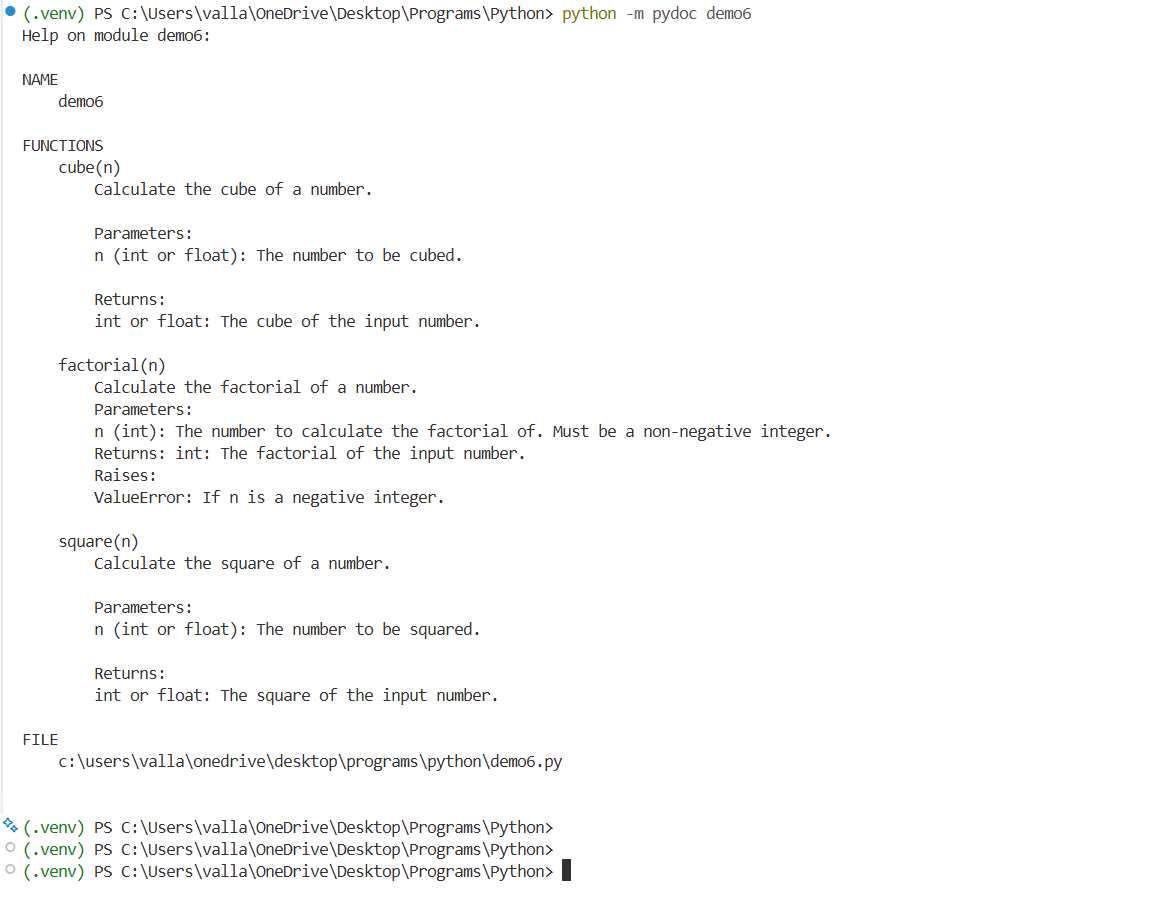 (.venv) PS C:\Users\valla\OneDrive\Desktop\Programs\Python> python -m pydoc demo6
Help on module demo6:

NAME
    demo6

FUNCTIONS
    cube(n)
        Calculate the cube of a number.

        Parameters:
        n (int or float): The number to be cubed.

        Returns:
        int or float: The cube of the input number.

    factorial(n)
        Calculate the factorial of a number.
        Parameters:
        n (int): The number to calculate the factorial of. Must be a non-negative integer.
        Returns: int: The factorial of the input number.
        Raises:
        ValueError: If n is a negative integer.

    square(n)
        Calculate the square of a number.

        Parameters:
        n (int or float): The number to be squared.

        Returns:
        int or float: The square of the input number.

FILE
    c:\users\valla\onedrive\desktop\programs\python\demo6.py


(.venv) PS C:\Users\valla\OneDrive\Desktop\Programs\Python>
(.venv) PS C:\Users\valla\OneDrive\Desktop\Programs\Python>
(.venv) PS C:\Users\valla\OneDrive\Desktop\Programs\Python>